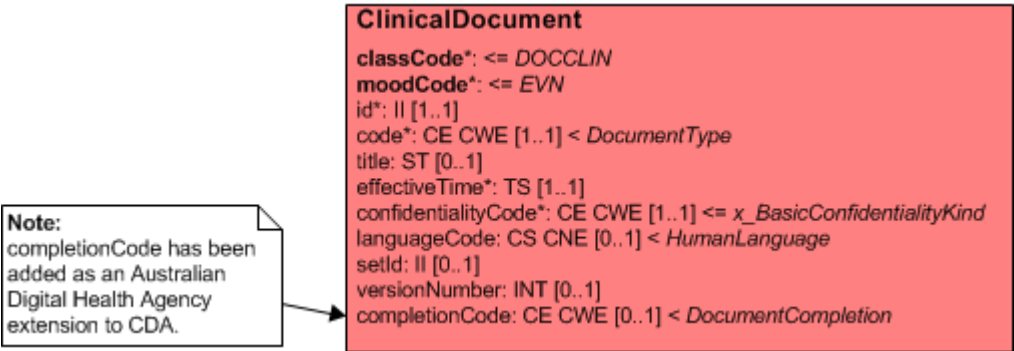 ClinicalDocument
classCode*: <= DOCCLIN
moodCode*: <= EVN
id*: II [1..1]
code*: CE CWE [1..1] < DocumentType
title: ST [0..1]
effectiveTime*: TS [1..1]
confidentialityCode*: CE CWE [1..1] <= x_BasicConfidentialityKind
languageCode: CS CNE [0..1] < HumanLanguage
setId: II [0..1]
versionNumber: INT [0..1]
completionCode: CE CWE [0..1] < DocumentCompletion
Note:
completionCode has been
added as an Australian
Digital Health Agency
extension to CDA.